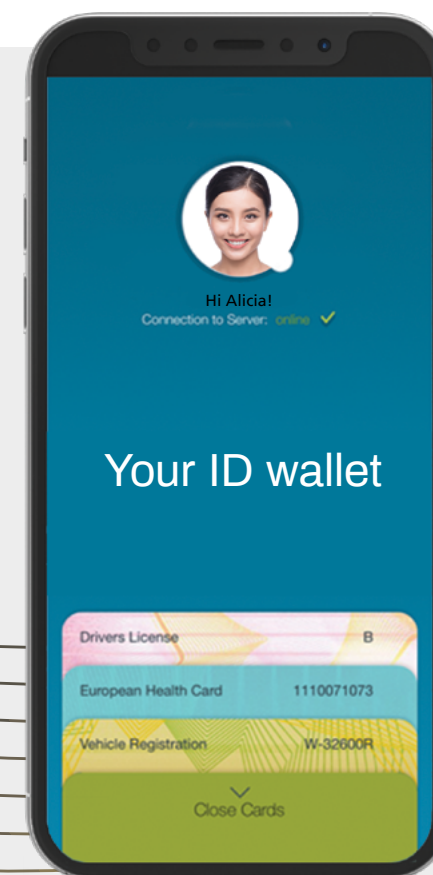 Hi Alicia!
Connection to Server: online
Your ID wallet
Drivers License B
European Health Card 1110071073
Vehicle Registration W-32600R
Close Cards